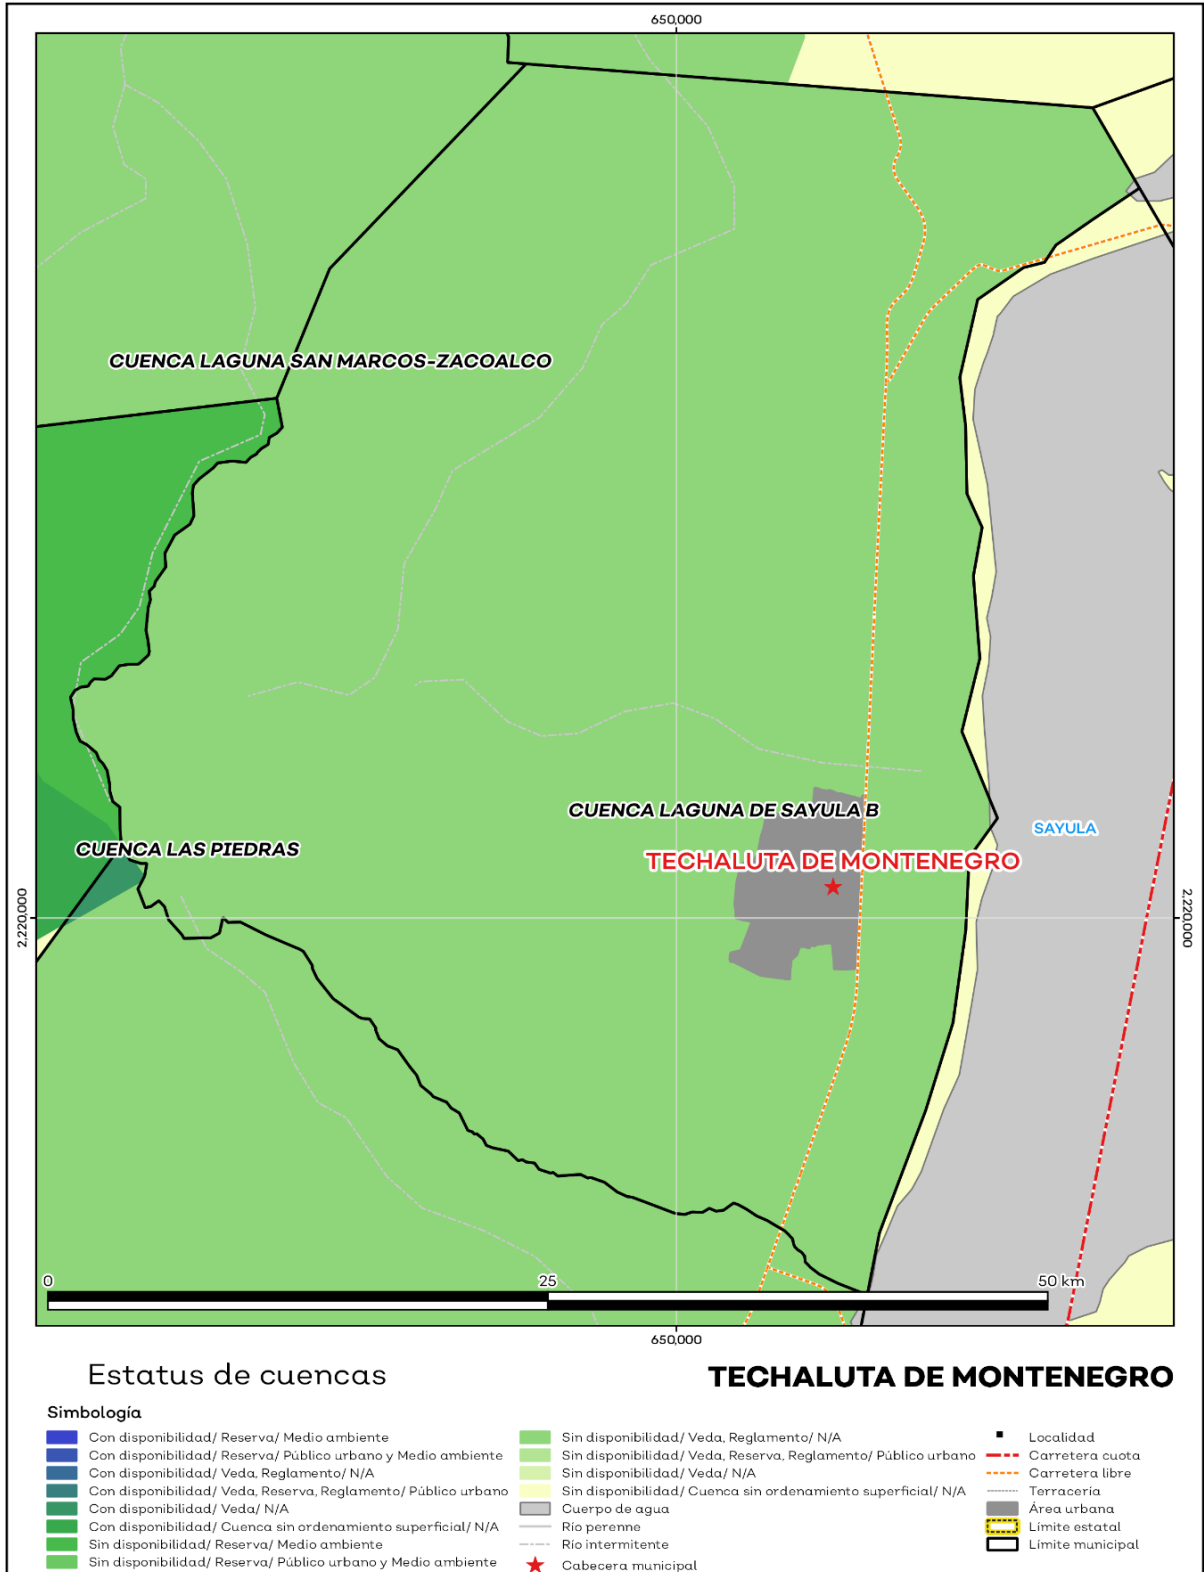 650,000
CUENCA LAGUNA SAN MARCOS-ZACOALCO
CUENCA LAGUNA DE SAYULA B
SAYULA
CUENCA LAS PIEDRAS
TECHALUTA DE MONTENEGRO
2,220,000
2,220,000
0
25
50 km
650,000
Estatus de cuencas
TECHALUTA DE MONTENEGRO
Simbología
Con disponibilidad/ Reserva/ Medio ambiente
Con disponibilidad/ Reserva/ Público urbano y Medio ambiente
Con disponibilidad/ Veda, Reglamento/ N/A
Con disponibilidad/ Veda, Reserva, Reglamento/ Público urbano
Con disponibilidad/ Veda/ N/A
Con disponibilidad/ Cuenca sin ordenamiento superficial/ N/A
Sin disponibilidad/ Reserva/ Medio ambiente
Sin disponibilidad/ Reserva/ Público urbano y Medio ambiente
Sin disponibilidad/ Veda, Reglamento/ N/A
Sin disponibilidad/ Veda, Reserva, Reglamento/ Público urbano
Sin disponibilidad/ Veda/ N/A
Sin disponibilidad/ Cuenca sin ordenamiento superficial/ N/A
Cuerpo de agua
Río perenne
Río intermitente
Cabecera municipal
Localidad
Carretera cuota
Carretera libre
Terracería
Área urbana
Límite estatal
Límite municipal